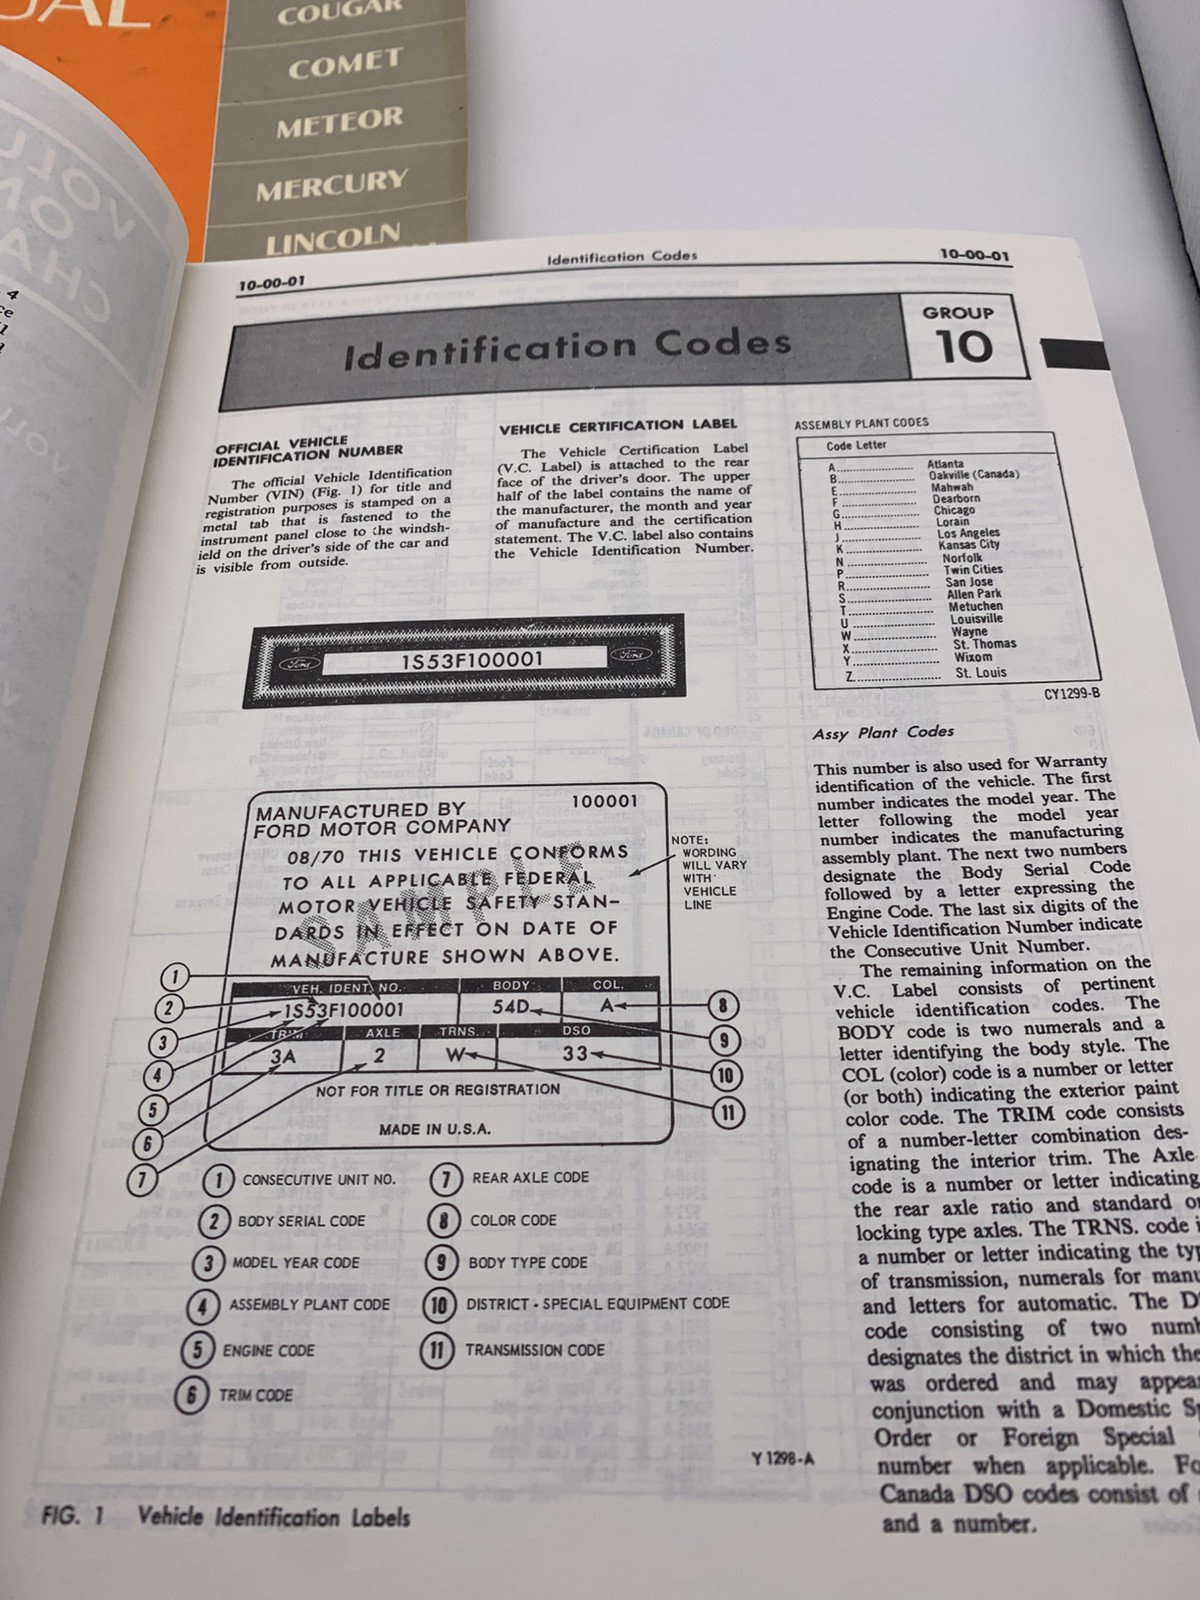 UAL
COUGAR
COMET
METEOR
MERCURY
LINCOLN
10-00-01
Identification Codes
10-00-01
Identification Codes
GROUP
10
OFFICIAL VEHICLE
IDENTIFICATION NUMBER
The official Vehicle Identification
Number (VIN) (Fig. 1) for title and
registration purposes is stamped on a
metal tab that is fastened to the
instrument panel close to the windsh-
ield on the driver's side of the car and
is visible from outside.
VEHICLE CERTIFICATION LABEL
The Vehicle Certification Label
(V.C. Label) is attached to the rear
face of the driver's door. The upper
half of the label contains the name of
the manufacturer, the month and year
of manufacture and the certification
statement. The V.C. label also contains
the Vehicle Identification Number.
ASSEMBLY PLANT CODES
Code Letter
A Atlanta
B Oakville (Canada)
E Mahwah
F Dearborn
G Chicago
H Lorain
J Los Angeles
K Kansas City
N Norfolk
P Twin Cities
R San Jose
S Allen Park
T Metuchen
U Louisville
W Wayne
X St. Thomas
Y Wixom
Z St. Louis
CY1299-B
Assy Plant Codes
This number is also used for Warranty
identification of the vehicle. The first
number indicates the model year. The
letter following the model year
number indicates the manufacturing
assembly plant. The next two numbers
designate the Body Serial Code
followed by a letter expressing the
Engine Code. The last six digits of the
Vehicle Identification Number indicate
the Consecutive Unit Number.
The remaining information on the
V.C. Label consists of pertinent
vehicle identification codes. The
BODY code is two numerals and a
letter identifying the body style. The
COL (color) code is a number or letter
(or both) indicating the exterior paint
color code. The TRIM code consists
of a number-letter combination des-
ignating the interior trim. The Axle
code is a number or letter indicating
the rear axle ratio and standard or
locking type axles. The TRNS. code i
a number or letter indicating the typ
of transmission, numerals for manu
and letters for automatic. The D
code consisting of two numb
designates the district in which the
was ordered and may appear
conjunction with a Domestic Sp
Order or Foreign Special
number when applicable. Fo
Canada DSO codes consist of
and a number.
Ford 1S53F100001 Ford
MANUFACTURED BY 100001
FORD MOTOR COMPANY
08/70 THIS VEHICLE CONFORMS
TO ALL APPLICABLE FEDERAL
MOTOR VEHICLE SAFETY STAN-
DARDS IN EFFECT ON DATE OF
MANUFACTURE SHOWN ABOVE.
SAMPLE
NOTE:
WORDING
WILL VARY
WITH
VEHICLE
LINE
VEH. IDENT. NO. BODY COL.
1S53F100001 54D A
TRIM AXLE TRNS. DSO
3A 2 W 33
NOT FOR TITLE OR REGISTRATION
MADE IN U.S.A.
1
2
3
4
5
6
7
8
9
10
11
1 CONSECUTIVE UNIT NO.
2 BODY SERIAL CODE
3 MODEL YEAR CODE
4 ASSEMBLY PLANT CODE
5 ENGINE CODE
6 TRIM CODE
7 REAR AXLE CODE
8 COLOR CODE
9 BODY TYPE CODE
10 DISTRICT - SPECIAL EQUIPMENT CODE
11 TRANSMISSION CODE
Y 1298-A
FIG. 1 Vehicle Identification Labels